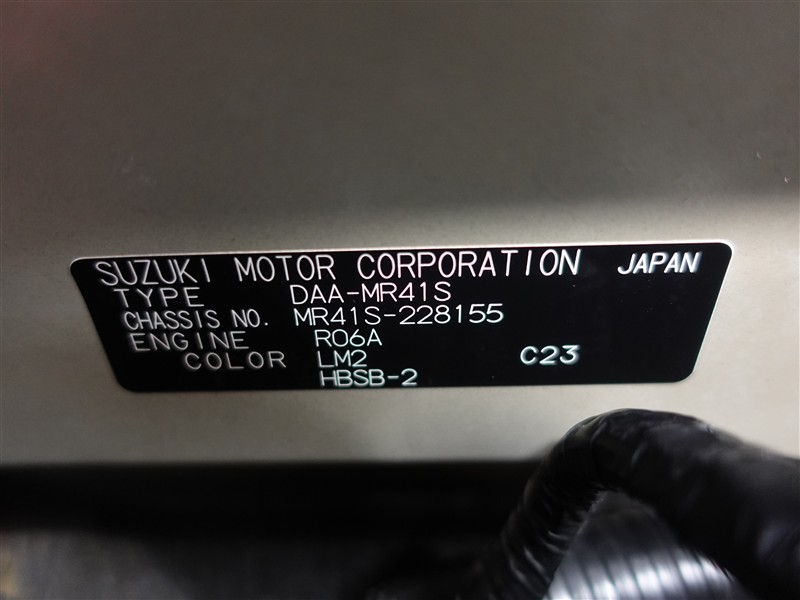 SUZUKI MOTOR CORPORATION JAPAN
TYPE DAA-MR41S
CHASSIS NO. MR41S-228155
ENGINE R06A
COLOR LM2 C23
HBSB-2